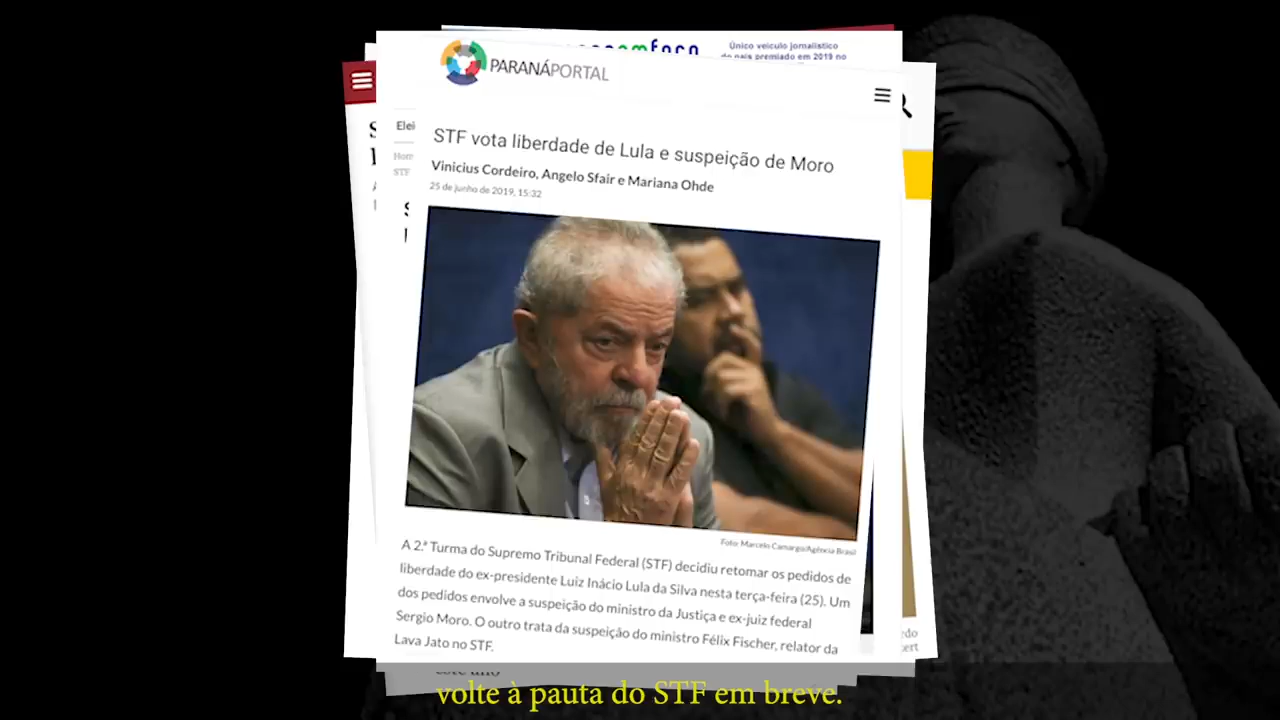 Único veículo jornalístico
do país premiado em 2019 no
PARANÁPORTAL
Elei
STF
STF vota liberdade de Lula e suspeição de Moro
Vinicius Cordeiro, Angelo Sfair e Mariana Ohde
25 de junho de 2019, 15:32
Foto: Marcelo Camargo/Agência Brasil
A 2.ª Turma do Supremo Tribunal Federal (STF) decidiu retomar os pedidos de
liberdade do ex-presidente Luiz Inácio Lula da Silva nesta terça-feira (25). Um
dos pedidos envolve a suspeição do ministro da Justiça e ex-juiz federal
Sergio Moro. O outro trata da suspeição do ministro Félix Fischer, relator da
Lava Jato no STF.
volte à pauta do STF em breve.